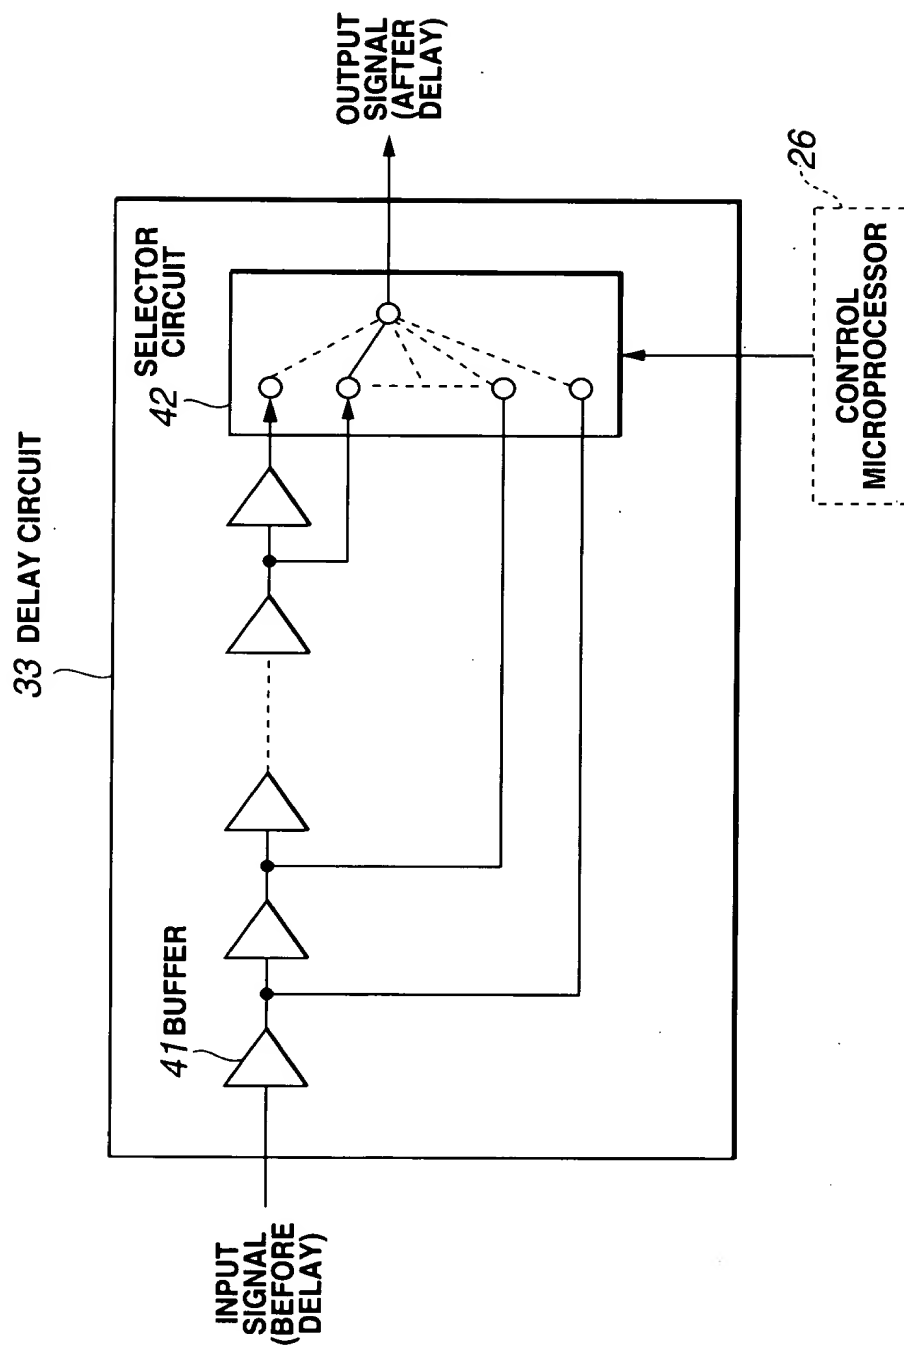 33 DELAY CIRCUIT
42 SELECTOR
CIRCUIT
41 BUFFER
INPUT
SIGNAL
(BEFORE
DELAY)
OUTPUT
SIGNAL
(AFTER
DELAY)
26
CONTROL
MICROPROCESSOR